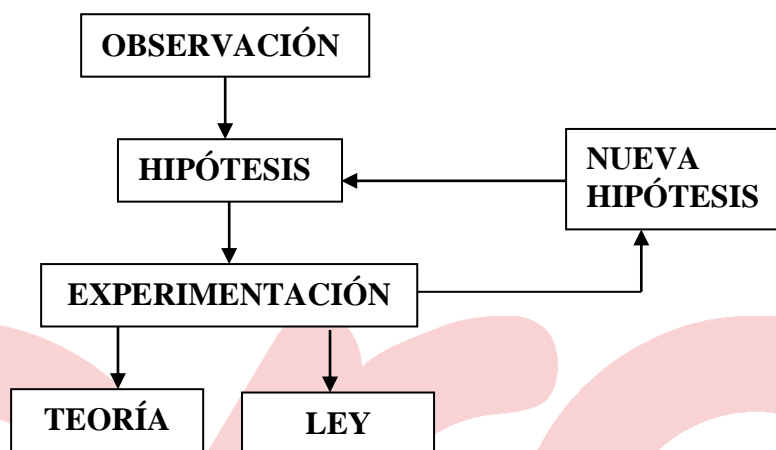 OBSERVACIÓN
HIPÓTESIS
NUEVA
HIPÓTESIS
EXPERIMENTACIÓN
TEORÍA
LEY